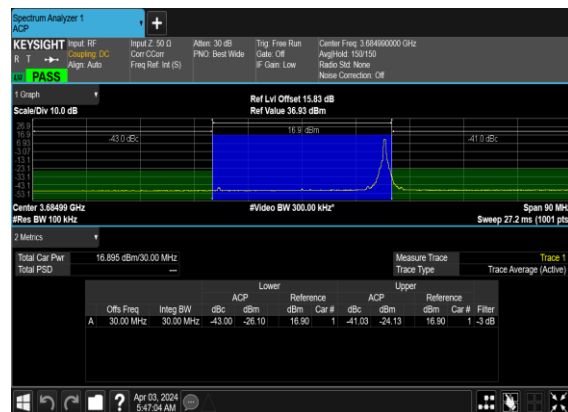 Spectrum Analyzer 1
ACP
KEYSIGHT Input: RF Input Z: 50 Ω Atten: 30 dB Trig: Free Run Center Freq: 3.684990000 GHz
R T Coupling: DC Corr CCorr PNO: Best Wide Gate: Off Avg|Hold: 150/150
Align: Auto Freq Ref: Int (S) IF Gain: Low Radio Std: None
PASS Noise Correction: Off
1 Graph
Ref Lvl Offset 15.83 dB
Scale/Div 10.0 dB Ref Value 36.93 dBm
26.9
16.9 16.9 dBm
6.93 -43.0 dBc -41.0 dBc
-3.07
-13.1
-23.1
-33.1
-43.1
-53.1
Center 3.68499 GHz #Video BW 300.00 kHz* Span 90 MHz
#Res BW 100 kHz Sweep 27.2 ms (1001 pts
2 Metrics
Total Car Pwr 16.895 dBm/30.00 MHz Measure Trace Trace 1
Total PSD --- Trace Type Trace Average (Active)
Lower Upper
ACP Reference ACP Reference
Offs Freq Integ BW dBc dBm dBm Car # dBc dBm dBm Car # Filter
A 30.00 MHz 30.00 MHz -43.00 -26.10 16.90 1 -41.03 -24.13 16.90 1 -3 dB
Apr 03, 2024
5:47:04 AM